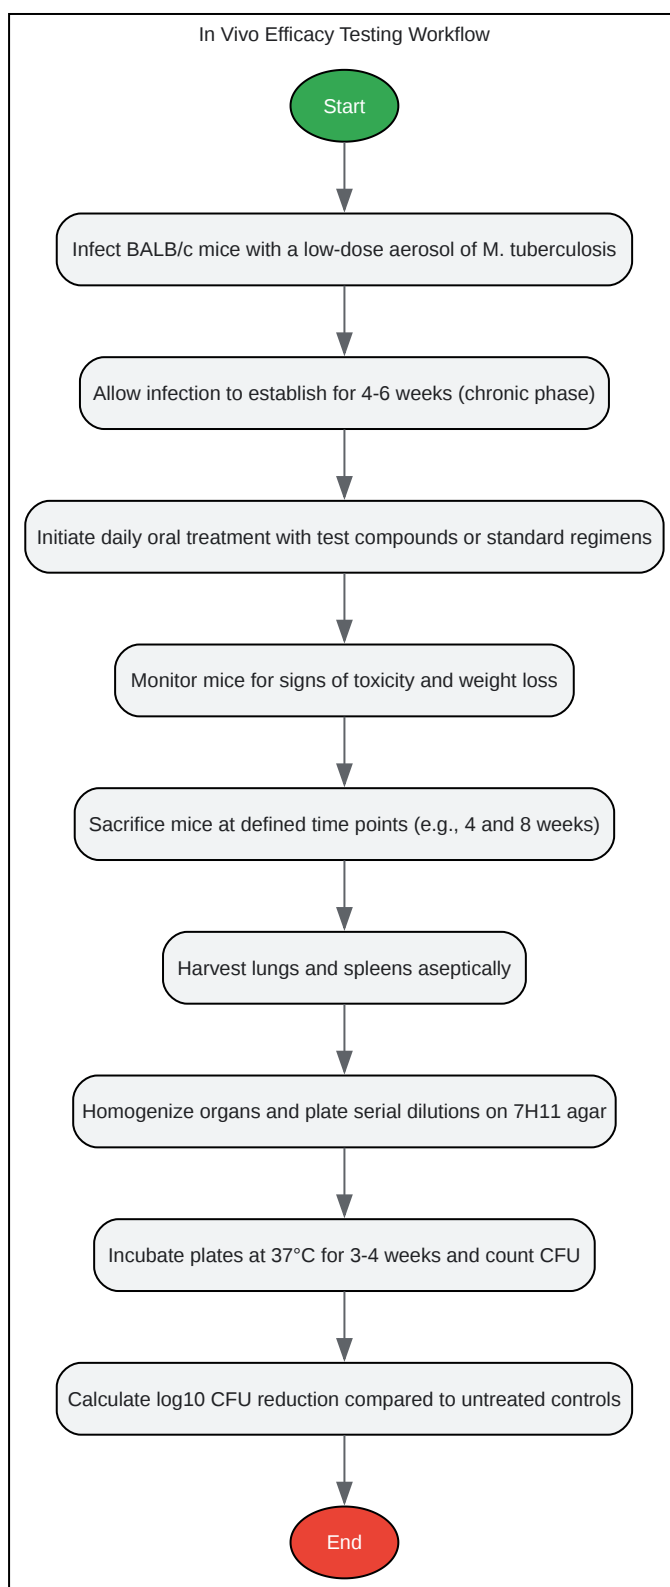 In Vivo Efficacy Testing Workflow
Start
Infect BALB/c mice with a low-dose aerosol of M. tuberculosis
Allow infection to establish for 4-6 weeks (chronic phase)
Initiate daily oral treatment with test compounds or standard regimens
Monitor mice for signs of toxicity and weight loss
Sacrifice mice at defined time points (e.g., 4 and 8 weeks)
Harvest lungs and spleens aseptically
Homogenize organs and plate serial dilutions on 7H11 agar
Incubate plates at 37°C for 3-4 weeks and count CFU
Calculate log10 CFU reduction compared to untreated controls
End